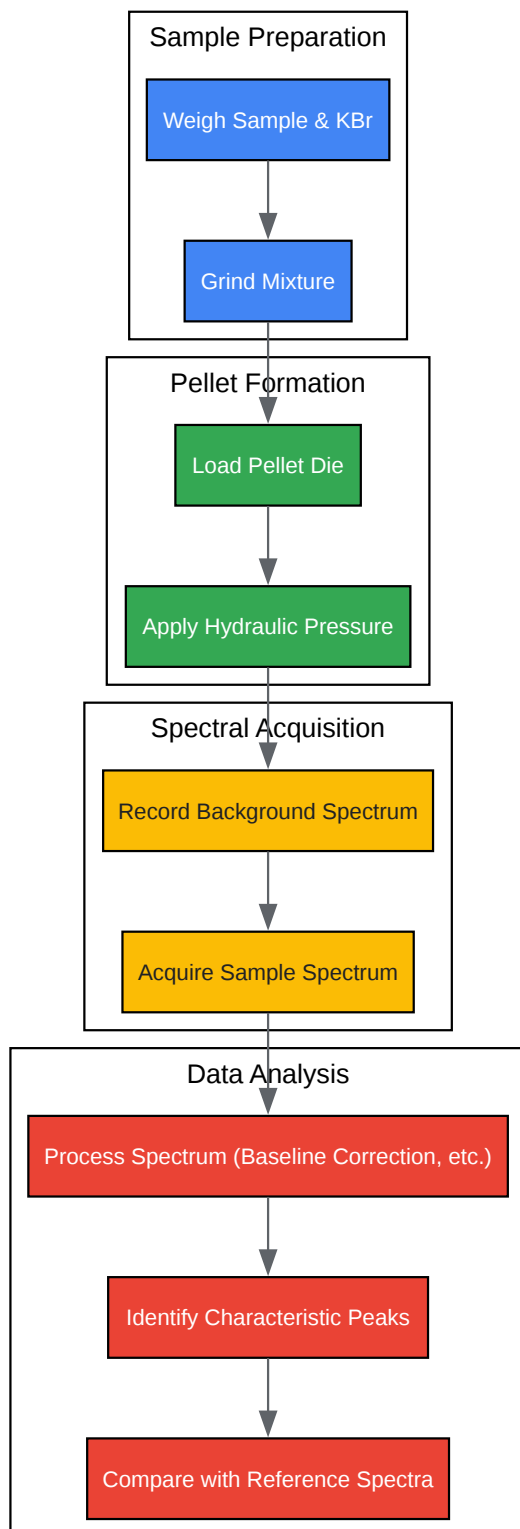 Sample Preparation
Weigh Sample & KBr
Grind Mixture
Pellet Formation
Load Pellet Die
Apply Hydraulic Pressure
Spectral Acquisition
Record Background Spectrum
Acquire Sample Spectrum
Data Analysis
Process Spectrum (Baseline Correction, etc.)
Identify Characteristic Peaks
Compare with Reference Spectra